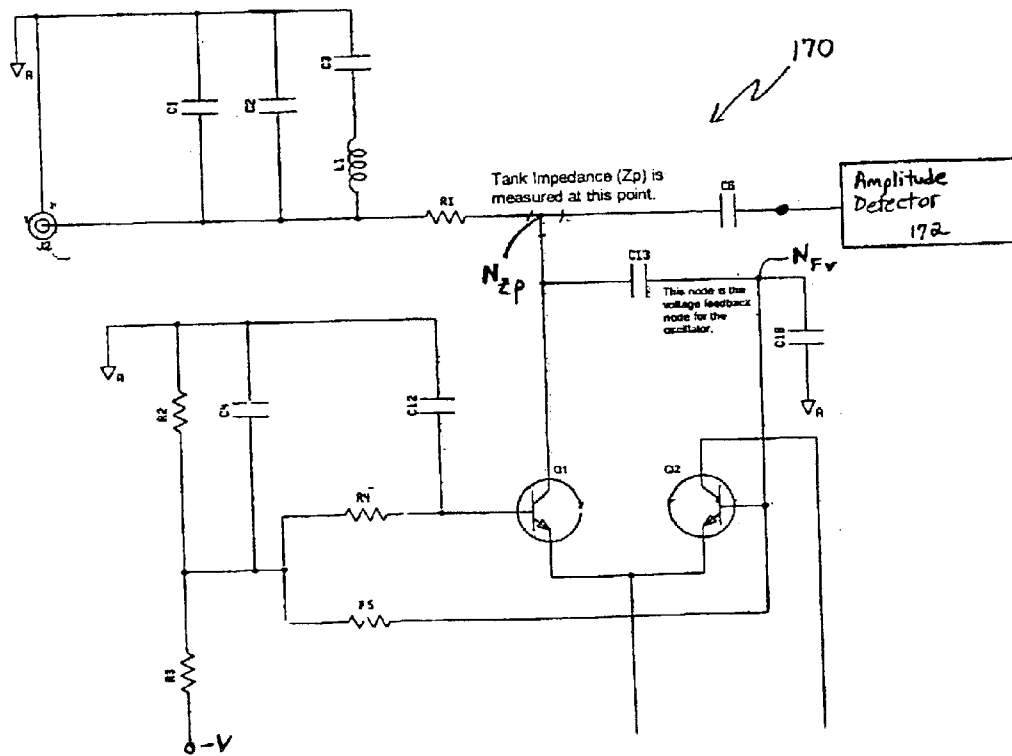 170
C3
C1
C2
L1
R1
Tank Impedance (Zp) is
measured at this point.
C6
Amplitude
Detector
172
A
J2
NZp
C13
NFv
This node is the
voltage feedback
node for the
oscillator.
C18
A
A
R2
C4
C12
Q1
Q2
R4
R5
R3
-V